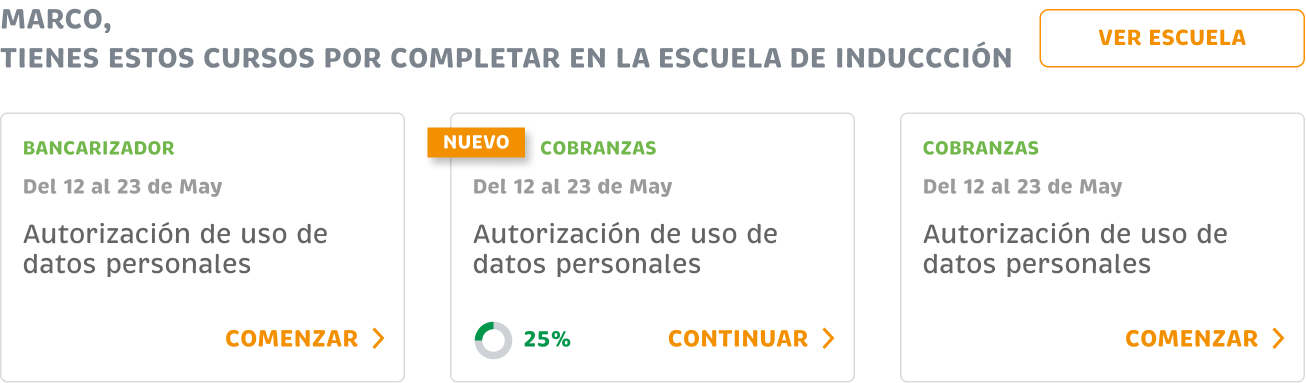 MARCO,
TIENES ESTOS CURSOS POR COMPLETAR EN LA ESCUELA DE INDUCCCIÓN
VER ESCUELA
BANCARIZADOR
Del 12 al 23 de May
Autorización de uso de
datos personales
COMENZAR
NUEVO
COBRANZAS
Del 12 al 23 de May
Autorización de uso de
datos personales
25%
CONTINUAR
COBRANZAS
Del 12 al 23 de May
Autorización de uso de
datos personales
COMENZAR